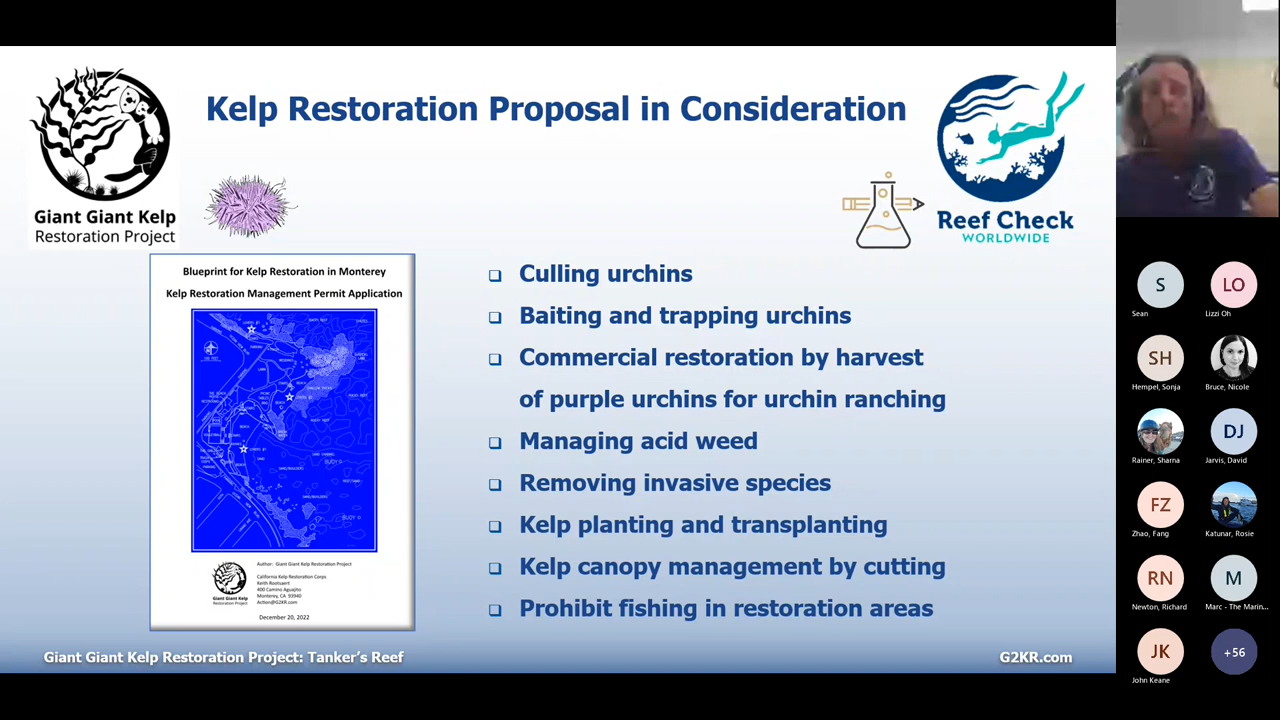 Kelp Restoration Proposal in Consideration
Giant Giant Kelp
Restoration Project
Reef Check
WORLDWIDE
Blueprint for Kelp Restoration in Monterey
Kelp Restoration Management Permit Application
Author: Giant Giant Kelp Restoration Project
California Kelp Restoration Corps
Keith Rootsaert
400 Camino Aguajito
Monterey, CA 93940
Action@G2KR.com
Giant Giant Kelp
Restoration Project
December 20, 2022
❑ Culling urchins
❑ Baiting and trapping urchins
❑ Commercial restoration by harvest
of purple urchins for urchin ranching
❑ Managing acid weed
❑ Removing invasive species
❑ Kelp planting and transplanting
❑ Kelp canopy management by cutting
❑ Prohibit fishing in restoration areas
Giant Giant Kelp Restoration Project: Tanker's Reef
G2KR.com
S
Sean
LO
Lizzi Oh
SH
Hempel, Sonja
Bruce, Nicole
Rainer, Sharna
DJ
Jarvis, David
FZ
Zhao, Fang
Katunar, Rosie
RN
Newton, Richard
M
Marc - The Marin...
JK
John Keane
+56